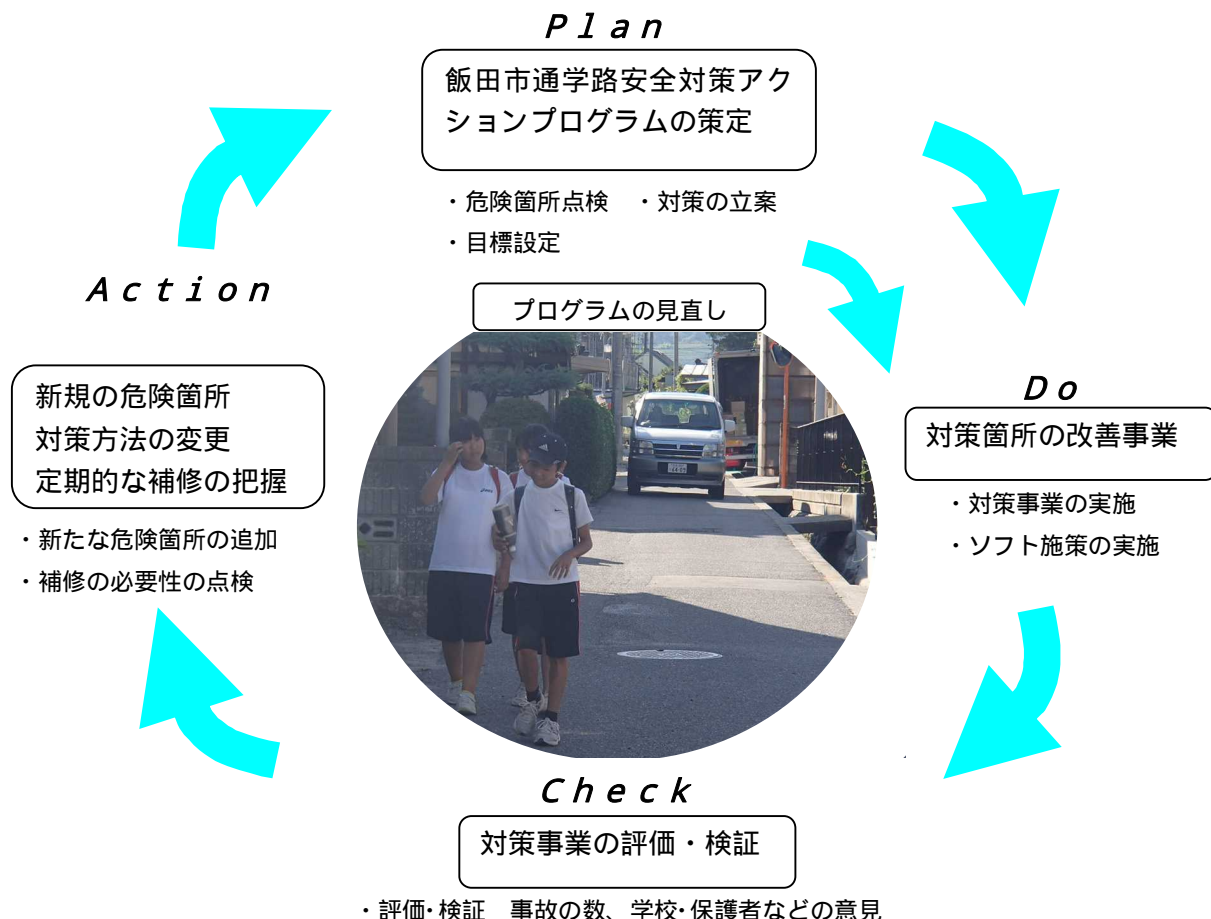 Plan
飯田市通学路安全対策アク
ションプログラムの策定
・危険箇所点検　・対策の立案
・目標設定
プログラムの見直し
Action
新規の危険箇所
対策方法の変更
定期的な補修の把握
・新たな危険箇所の追加
・補修の必要性の点検
Do
対策箇所の改善事業
・対策事業の実施
・ソフト施策の実施
Check
対策事業の評価・検証
・評価・検証　事故の数、学校・保護者などの意見